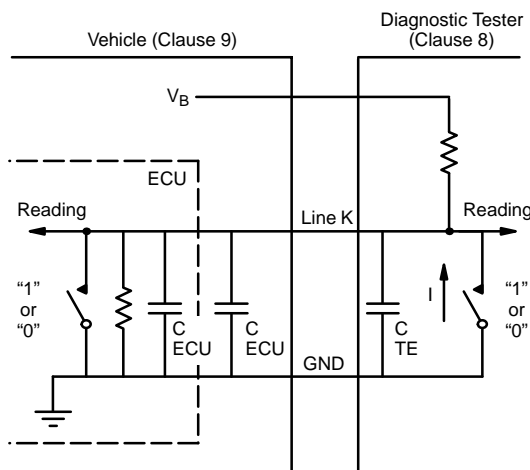 Diagnostic Tester
(Clause 8)
Vehicle (Clause 9)
VB
ECU
Reading
Line K
Reading
“1”
or
“0”
C
ECU
C
ECU
C
TE
I
“1”
or
“0”
GND